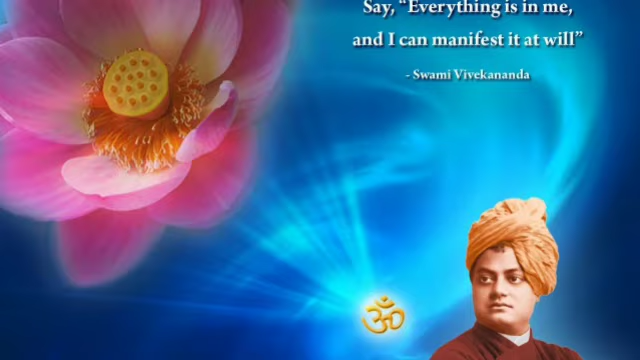 Say, “Everything is in me,
and I can manifest it at will”
- Swami Vivekananda
ॐ